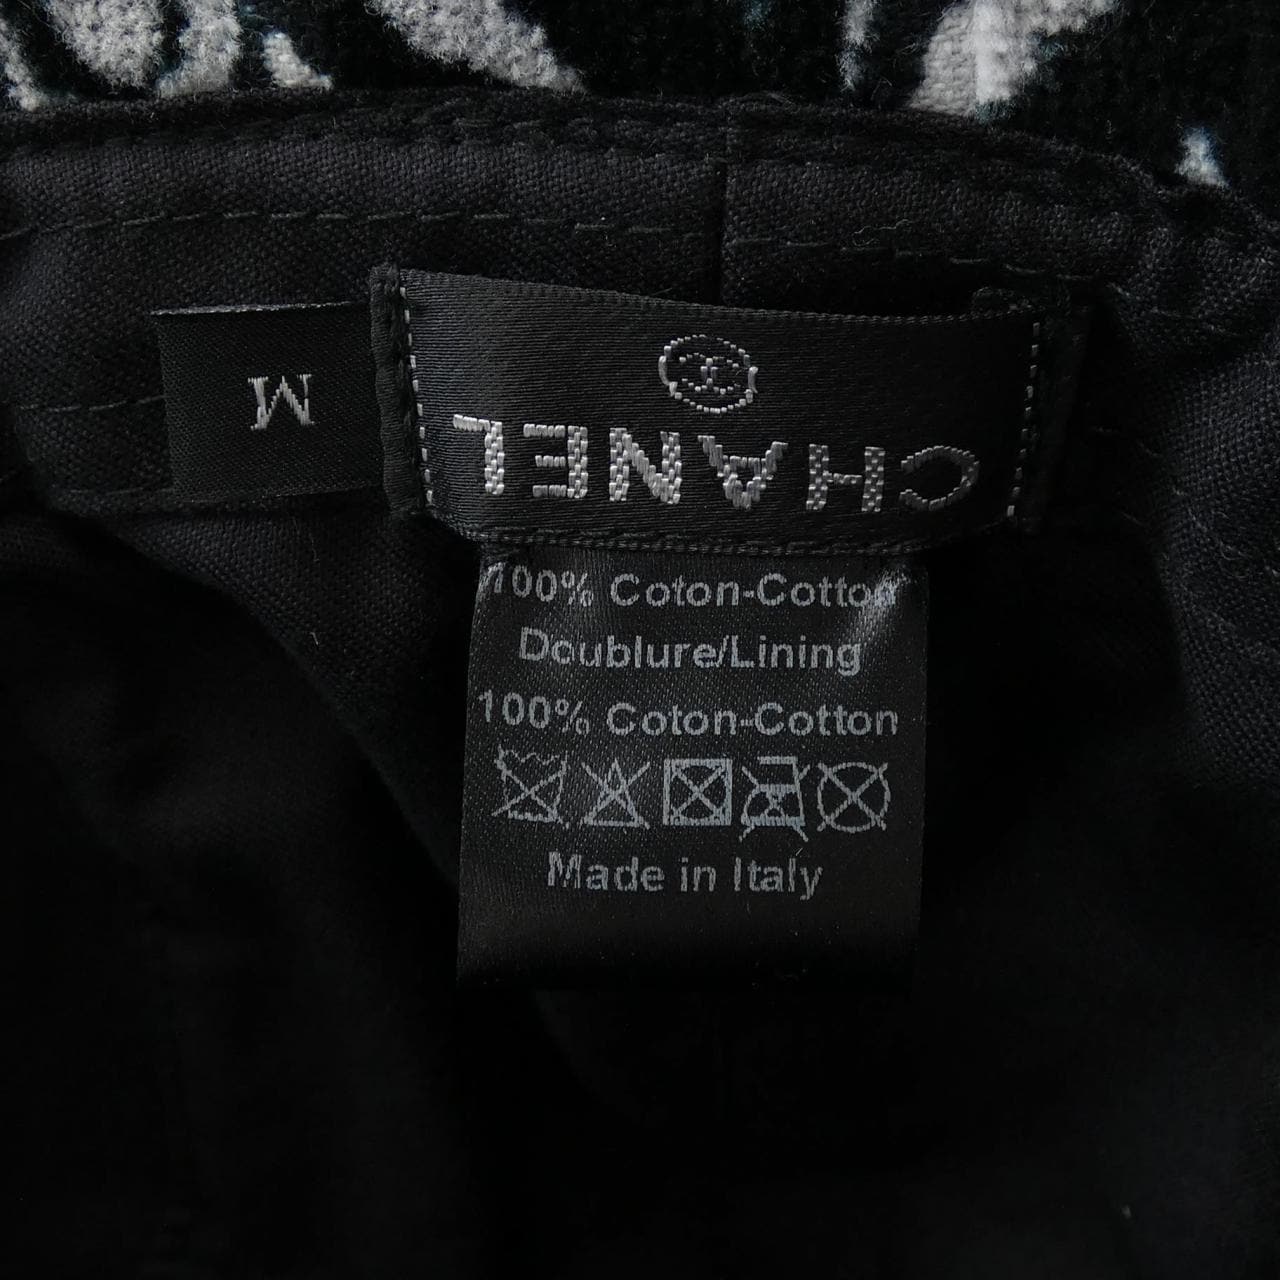 M
CHANEL
100% Coton-Cotton
Doublure/Lining
100% Coton-Cotton
Made in Italy